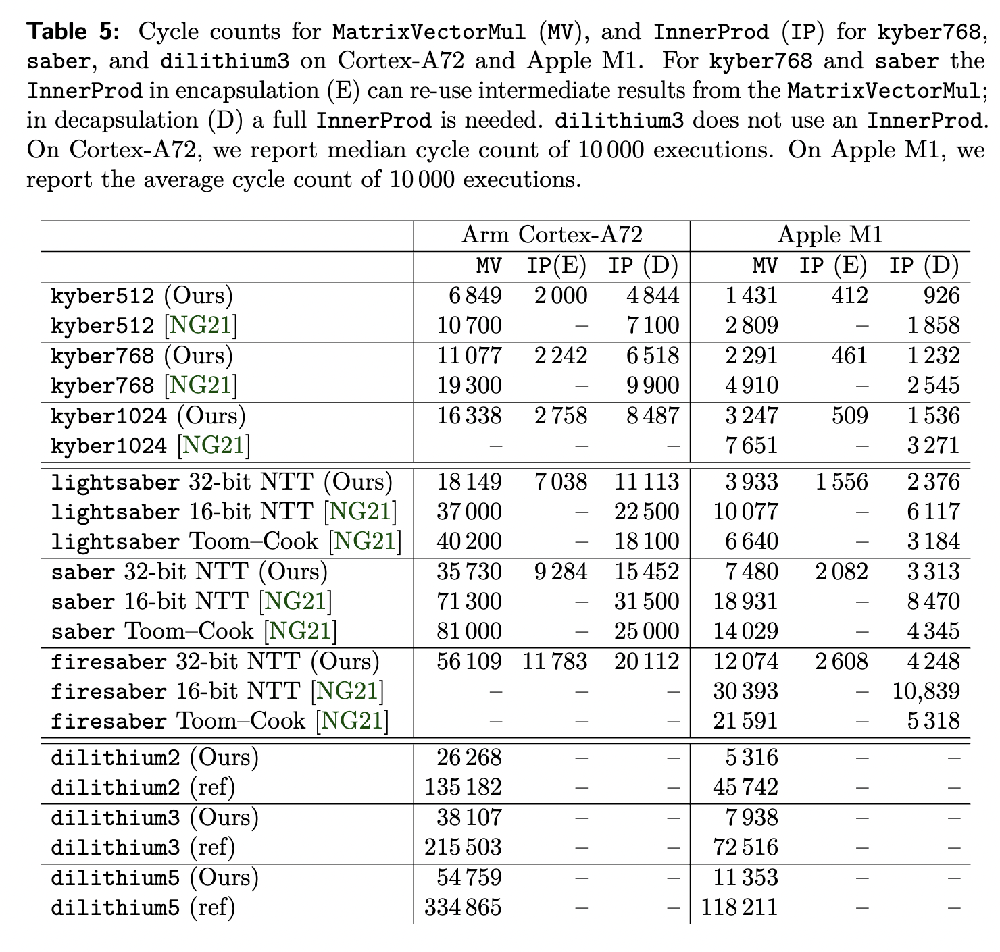 Table 5: Cycle counts for MatrixVectorMul (MV), and InnerProd (IP) for kyber768,
saber, and dilithium3 on Cortex-A72 and Apple M1. For kyber768 and saber the
InnerProd in encapsulation (E) can re-use intermediate results from the MatrixVectorMul;
in decapsulation (D) a full InnerProd is needed. dilithium3 does not use an InnerProd.
On Cortex-A72, we report median cycle count of 10 000 executions. On Apple M1, we
report the average cycle count of 10 000 executions.
Arm Cortex-A72 Apple M1
MV IP(E) IP (D) MV IP (E) IP (D)
kyber512 (Ours) 6 849 2 000 4 844 1 431 412 926
kyber512 [NG21] 10 700 – 7 100 2 809 – 1 858
kyber768 (Ours) 11 077 2 242 6 518 2 291 461 1 232
kyber768 [NG21] 19 300 – 9 900 4 910 – 2 545
kyber1024 (Ours) 16 338 2 758 8 487 3 247 509 1 536
kyber1024 [NG21] – – – 7 651 – 3 271
lightsaber 32-bit NTT (Ours) 18 149 7 038 11 113 3 933 1 556 2 376
lightsaber 16-bit NTT [NG21] 37 000 – 22 500 10 077 – 6 117
lightsaber Toom–Cook [NG21] 40 200 – 18 100 6 640 – 3 184
saber 32-bit NTT (Ours) 35 730 9 284 15 452 7 480 2 082 3 313
saber 16-bit NTT [NG21] 71 300 – 31 500 18 931 – 8 470
saber Toom–Cook [NG21] 81 000 – 25 000 14 029 – 4 345
firesaber 32-bit NTT (Ours) 56 109 11 783 20 112 12 074 2 608 4 248
firesaber 16-bit NTT [NG21] – – – 30 393 – 10,839
firesaber Toom–Cook [NG21] – – – 21 591 – 5 318
dilithium2 (Ours) 26 268 – – 5 316 – –
dilithium2 (ref) 135 182 – – 45 742 – –
dilithium3 (Ours) 38 107 – – 7 938 – –
dilithium3 (ref) 215 503 – – 72 516 – –
dilithium5 (Ours) 54 759 – – 11 353 – –
dilithium5 (ref) 334 865 – – 118 211 – –